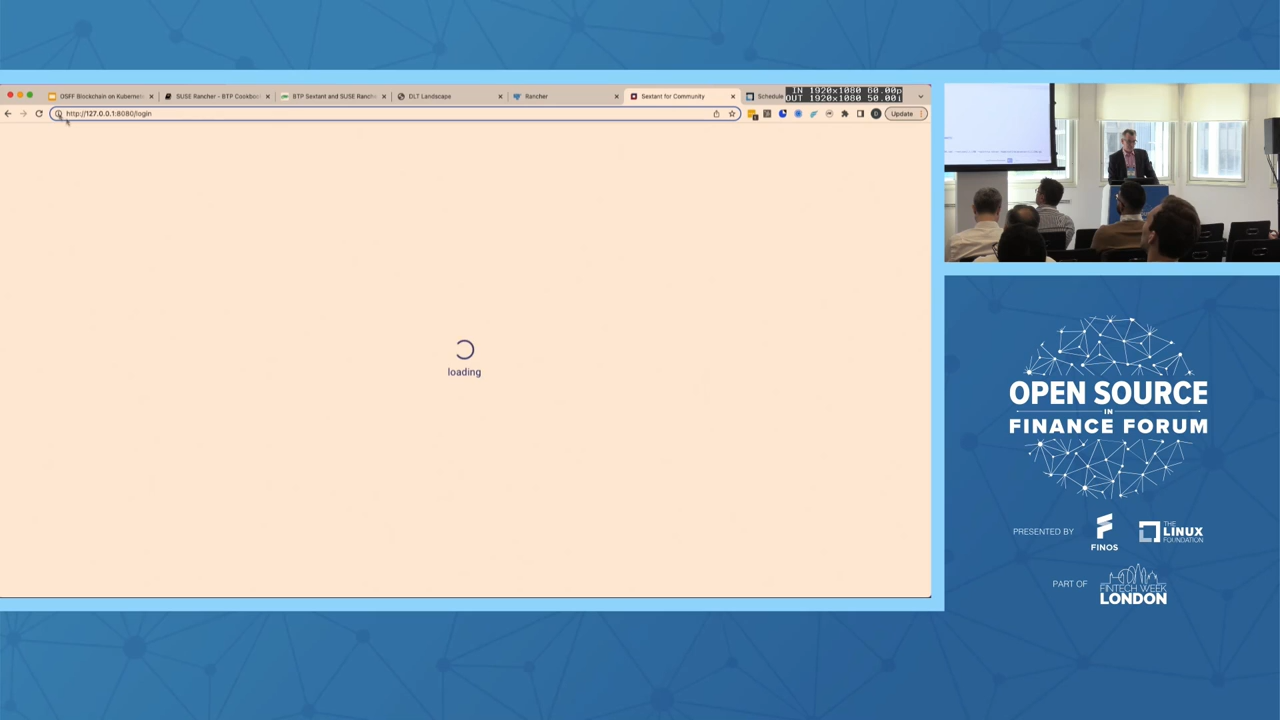 OSFF Blockchain on Kubernet
SUSE Rancher - BTP Cookbook
BTP Sextant and SUSE Ranche
DLT Landscape
Rancher
Sextant for Community
Schedule
IN 1920x1080 60.00p
OUT 1920x1080 50.00i
http://127.0.0.1:8080/login
Update
loading
OPEN SOURCE
IN
FINANCE FORUM
PRESENTED BY
FINOS
THE
LINUX
FOUNDATION
PART OF
FINTECH WEEK
LONDON